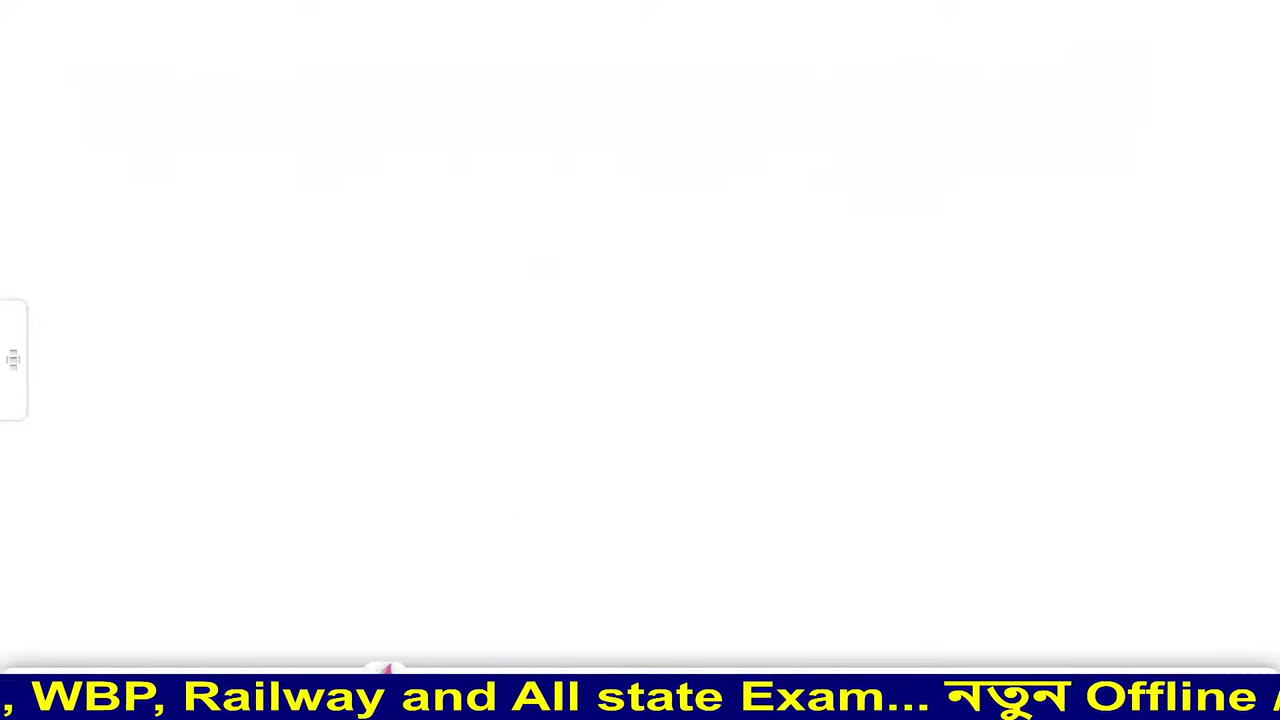 , WBP, Railway and All state Exam... নতুন Offline